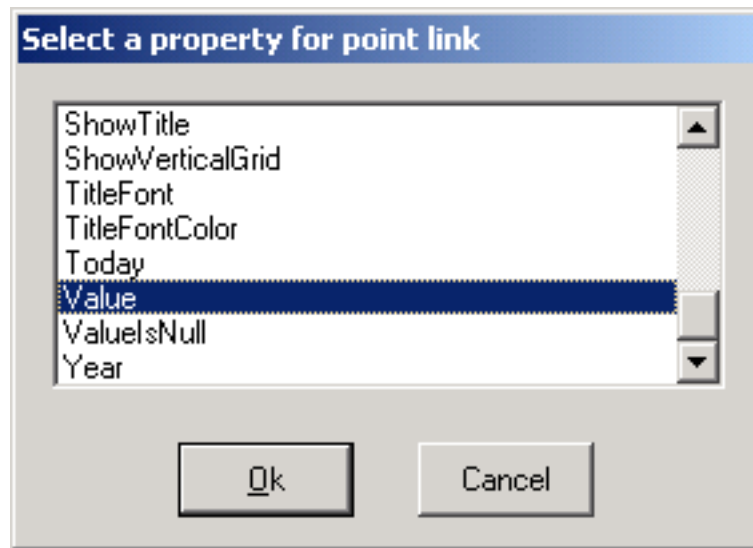 Select a property for point link
ShowTitle
ShowVerticalGrid
TitleFont
TitleFontColor
Today
Value
ValueIsNull
Year
Ok
Cancel